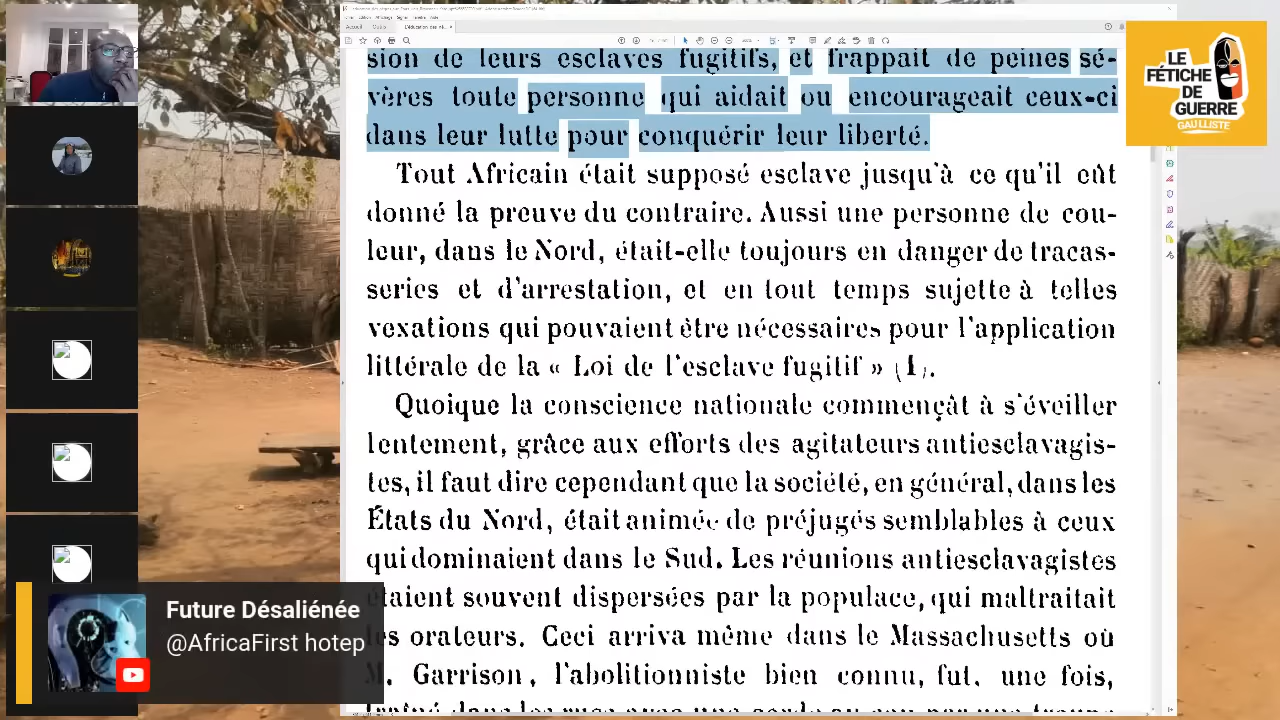 sion de leurs esclaves fugitifs, et frappait de peines sé-
vères toute personne qui aidait ou encourageait ceux-ci
dans leur lutte pour conquérir leur liberté.
Tout Africain était supposé esclave jusqu'à ce qu'il eût
donné la preuve du contraire. Aussi une personne de cou-
leur, dans le Nord, était-elle toujours en danger de tracas-
series et d'arrestation, et en tout temps sujette à telles
vexations qui pouvaient être nécessaires pour l'application
littérale de la « Loi de l'esclave fugitif » (1).
Quoique la conscience nationale commençât à s'éveiller
lentement, grâce aux efforts des agitateurs antiesclavagis-
tes, il faut dire cependant que la société, en général, dans les
États du Nord, était animée de préjugés semblables à ceux
qui dominaient dans le Sud. Les réunions antiesclavagistes
étaient souvent dispersées par la populace, qui maltraitait
les orateurs. Ceci arriva même dans le Massachusetts où
M. Garrison, l'abolitionniste bien connu, fut, une fois,
LE
FÉTICHE
DE
GUERRE
GAULLISTE
Future Désaliénée
@AfricaFirst hotep